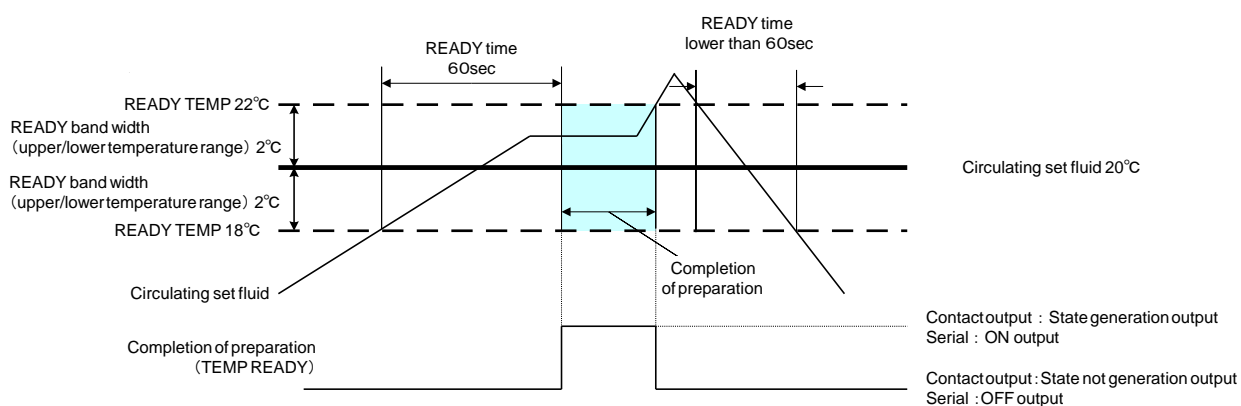 READY time
lower than 60sec
READY time
60sec
READY TEMP 22℃
READY band width
（upper/lower temperature range）2℃
Circulating set fluid 20℃
READY band width
（upper/lower temperature range）2℃
READY TEMP 18℃
Completion
of preparation
Circulating set fluid
Contact output : State generation output
Serial : ON output
Completion of preparation
（TEMP READY）
Contact output : State not generation output
Serial : OFF output